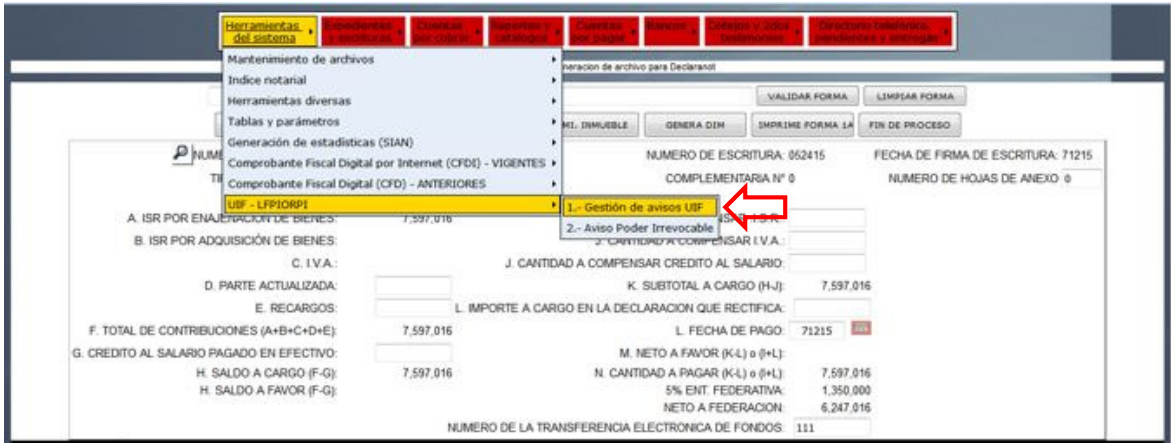 Herramientas del sistema
Expedientes y escrituras
Cuentas por cobrar
Reportes y catalogos
Cuentas por pagar
Bancos
Cotejos y 2dos testimonios
Directorio telefónico, pendientes y entregas
Mantenimiento de archivos
neracion de archivo para Declaranot
Indice notarial
Herramientas diversas
VALIDAR FORMA
LIMPIAR FORMA
Tablas y parámetros
MI. INMUEBLE
GENERA DIM
IMPRIME FORMA 1A
FIN DE PROCESO
Generación de estadísticas (SIAN)
NUME
Comprobante Fiscal Digital por Internet (CFDI) - VIGENTES
NUMERO DE ESCRITURA: 052415
FECHA DE FIRMA DE ESCRITURA: 71215
TI
Comprobante Fiscal Digital (CFD) - ANTERIORES
COMPLEMENTARIA Nº 0
NUMERO DE HOJAS DE ANEXO 0
UIF - LFPIORPI
1.- Gestión de avisos UIF
2.- Aviso Poder Irrevocable
A. ISR POR ENAJENACIÓN DE BIENES: 7,597,016
B. ISR POR ADQUISICIÓN DE BIENES:
J. CANTIDAD A COMPENSAR I.V.A.:
C. I.V.A.:
J. CANTIDAD A COMPENSAR CREDITO AL SALARIO:
D. PARTE ACTUALIZADA:
K. SUBTOTAL A CARGO (H-J): 7,597,016
E. RECARGOS:
L. IMPORTE A CARGO EN LA DECLARACION QUE RECTIFICA:
F. TOTAL DE CONTRIBUCIONES (A+B+C+D+E): 7,597,016
L. FECHA DE PAGO: 71215
G. CREDITO AL SALARIO PAGADO EN EFECTIVO:
M. NETO A FAVOR (K-L) o (I+L):
H. SALDO A CARGO (F-G): 7,597,016
N. CANTIDAD A PAGAR (K-L) o (I+L): 7,597,016
H. SALDO A FAVOR (F-G):
5% ENT. FEDERATIVA: 1,350,000
NETO A FEDERACION: 6,247,016
NUMERO DE LA TRANSFERENCIA ELECTRONICA DE FONDOS: 111